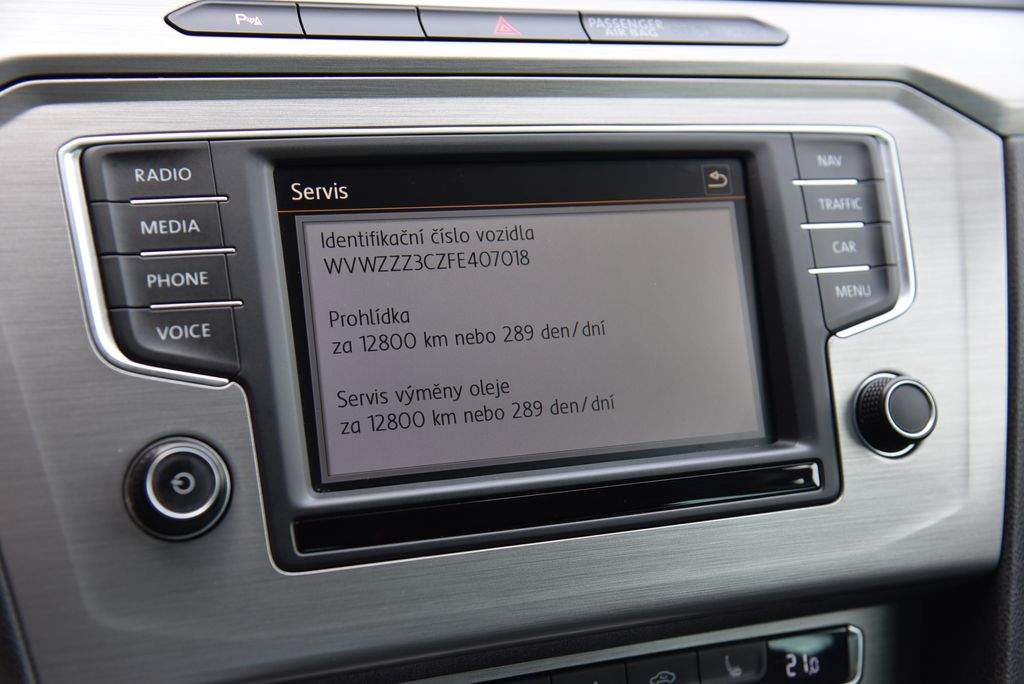 P
PASSENGER
AIR BAG
RADIO
MEDIA
PHONE
VOICE
Servis
Identifikační číslo vozidla
WVWZZZ3CZFE407018
Prohlídka
za 12800 km nebo 289 den/dní
Servis výměny oleje
za 12800 km nebo 289 den/dní
NAV
TRAFFIC
CAR
MENU
21.0